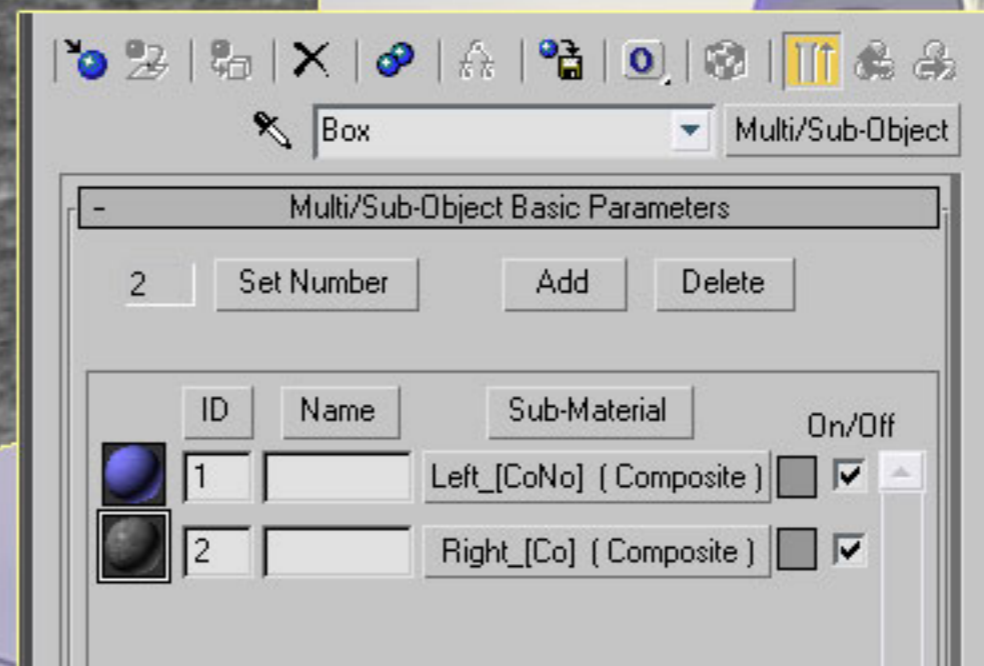 O
Box
Multi/Sub-Object
- Multi/Sub-Object Basic Parameters
2 Set Number Add Delete
ID Name Sub-Material On/Off
1 Left_[CoNo] ( Composite )
2 Right_[Co] ( Composite )